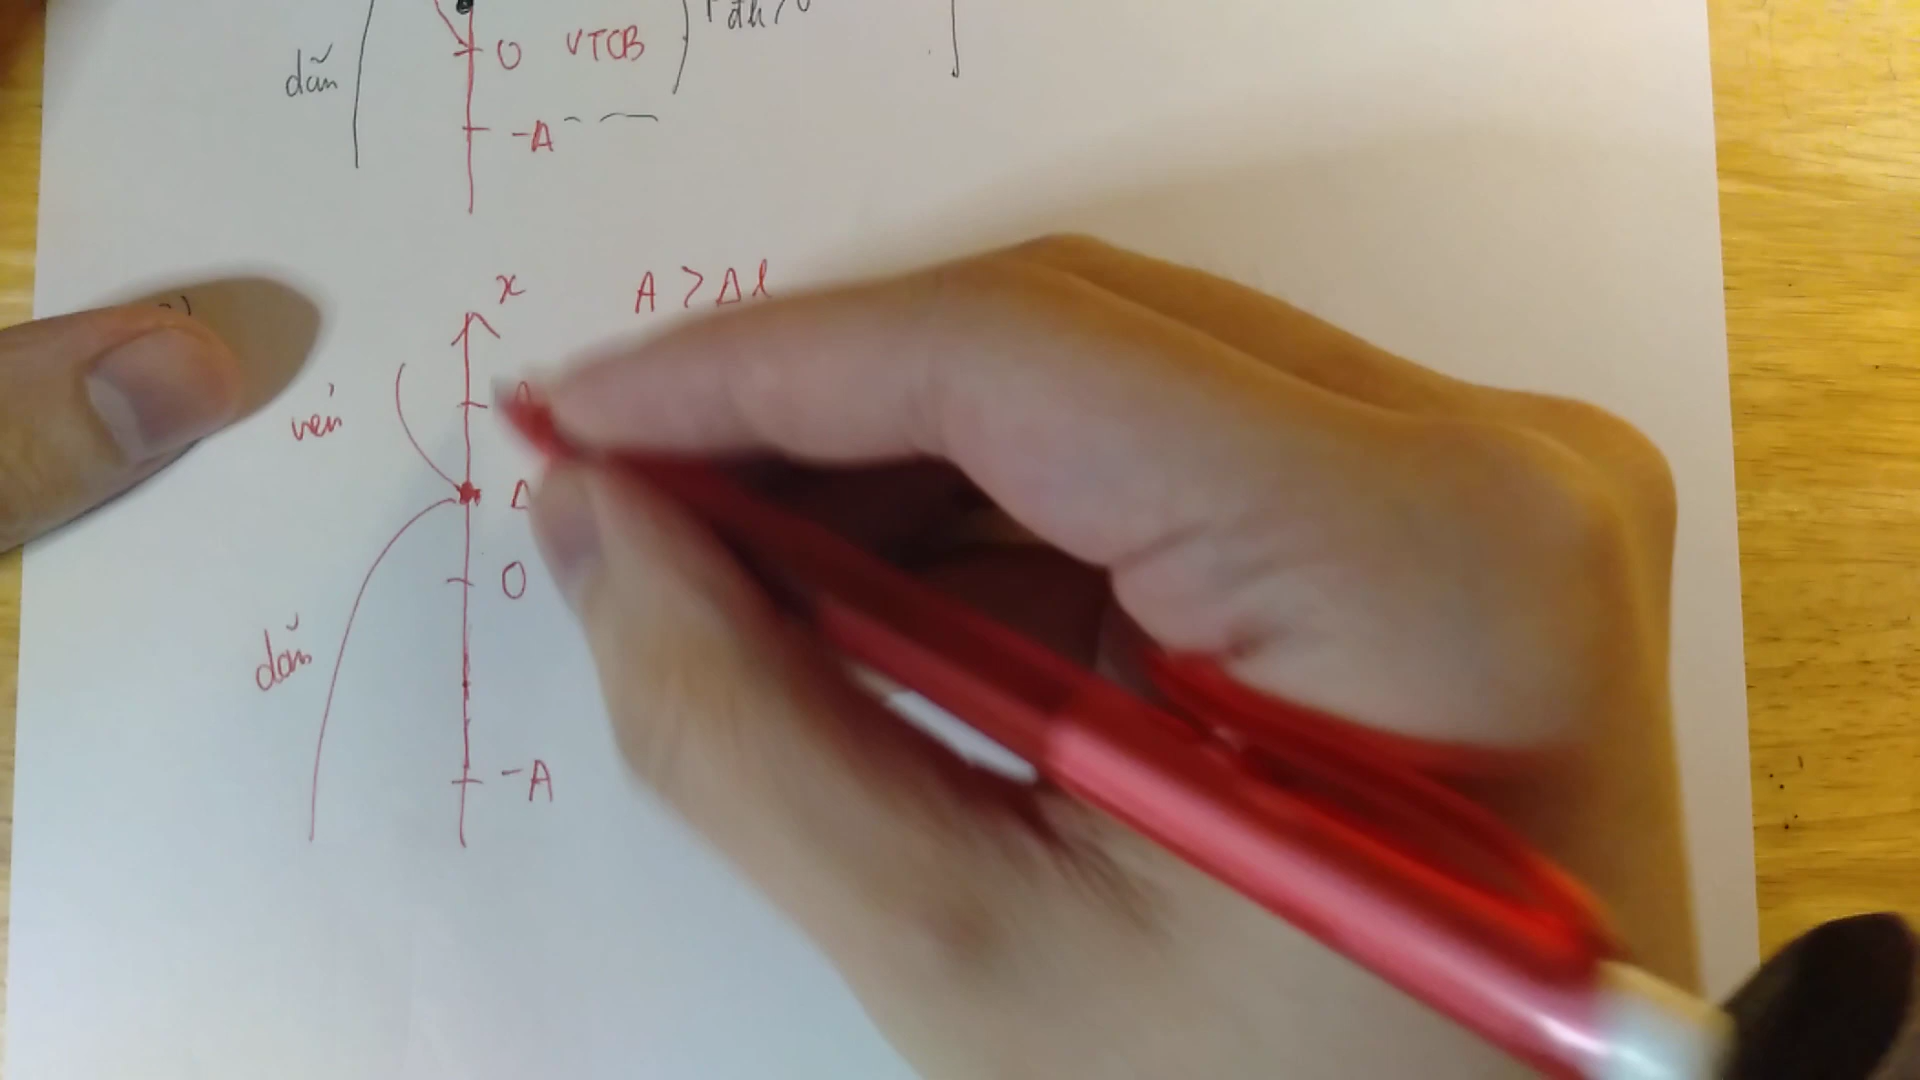 dãn
O VTCB
-A
x A > Δl
nén
O
dãn
-A